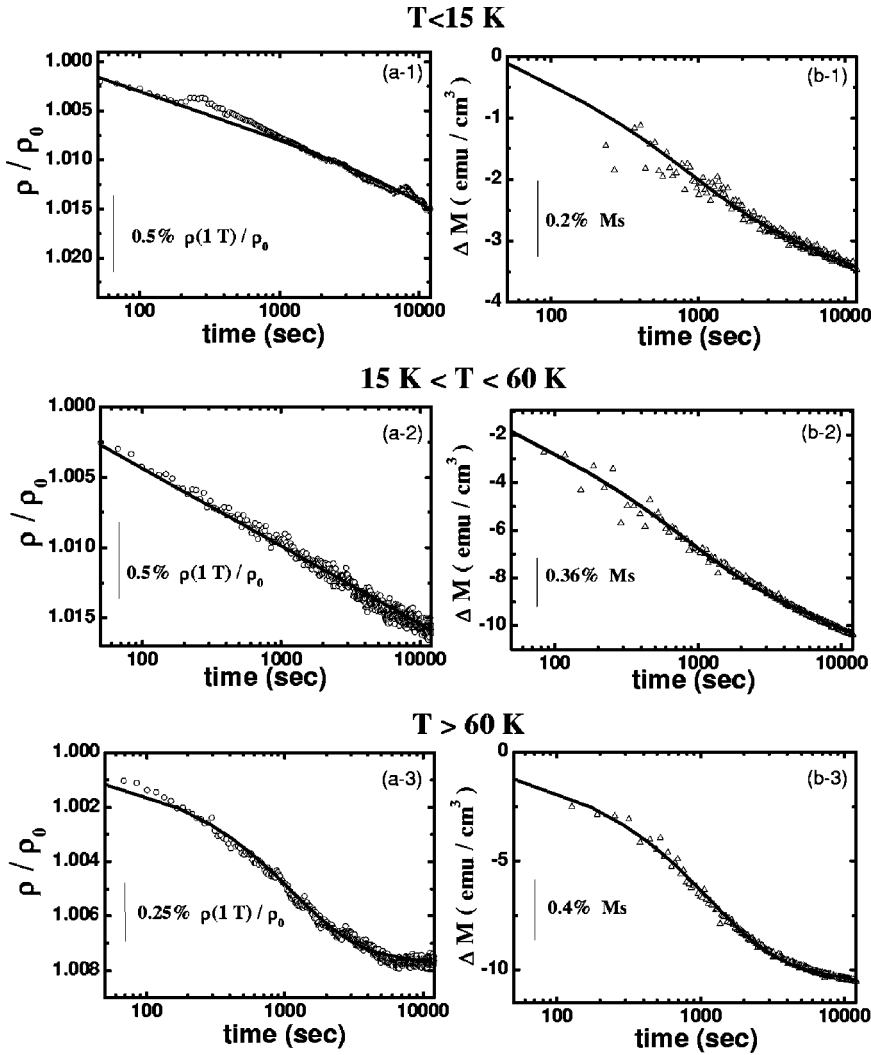 T<15 K
1.000
1.005
1.010
1.015
1.020
ρ / ρ0
(a-1)
0.5% ρ(1 T) / ρ0
100 1000 10000
time (sec)
0
-1
-2
-3
-4
Δ M ( emu / cm3 )
(b-1)
0.2% Ms
100 1000 10000
time (sec)
15 K < T < 60 K
1.000
1.005
1.010
1.015
ρ / ρ0
(a-2)
0.5% ρ(1 T) / ρ0
100 1000 10000
time (sec)
-2
-4
-6
-8
-10
Δ M ( emu / cm3 )
(b-2)
0.36% Ms
100 1000 10000
time (sec)
T > 60 K
1.000
1.002
1.004
1.006
1.008
ρ / ρ0
(a-3)
0.25% ρ(1 T) / ρ0
100 1000 10000
time (sec)
0
-5
-10
Δ M ( emu / cm3 )
(b-3)
0.4% Ms
100 1000 10000
time (sec)